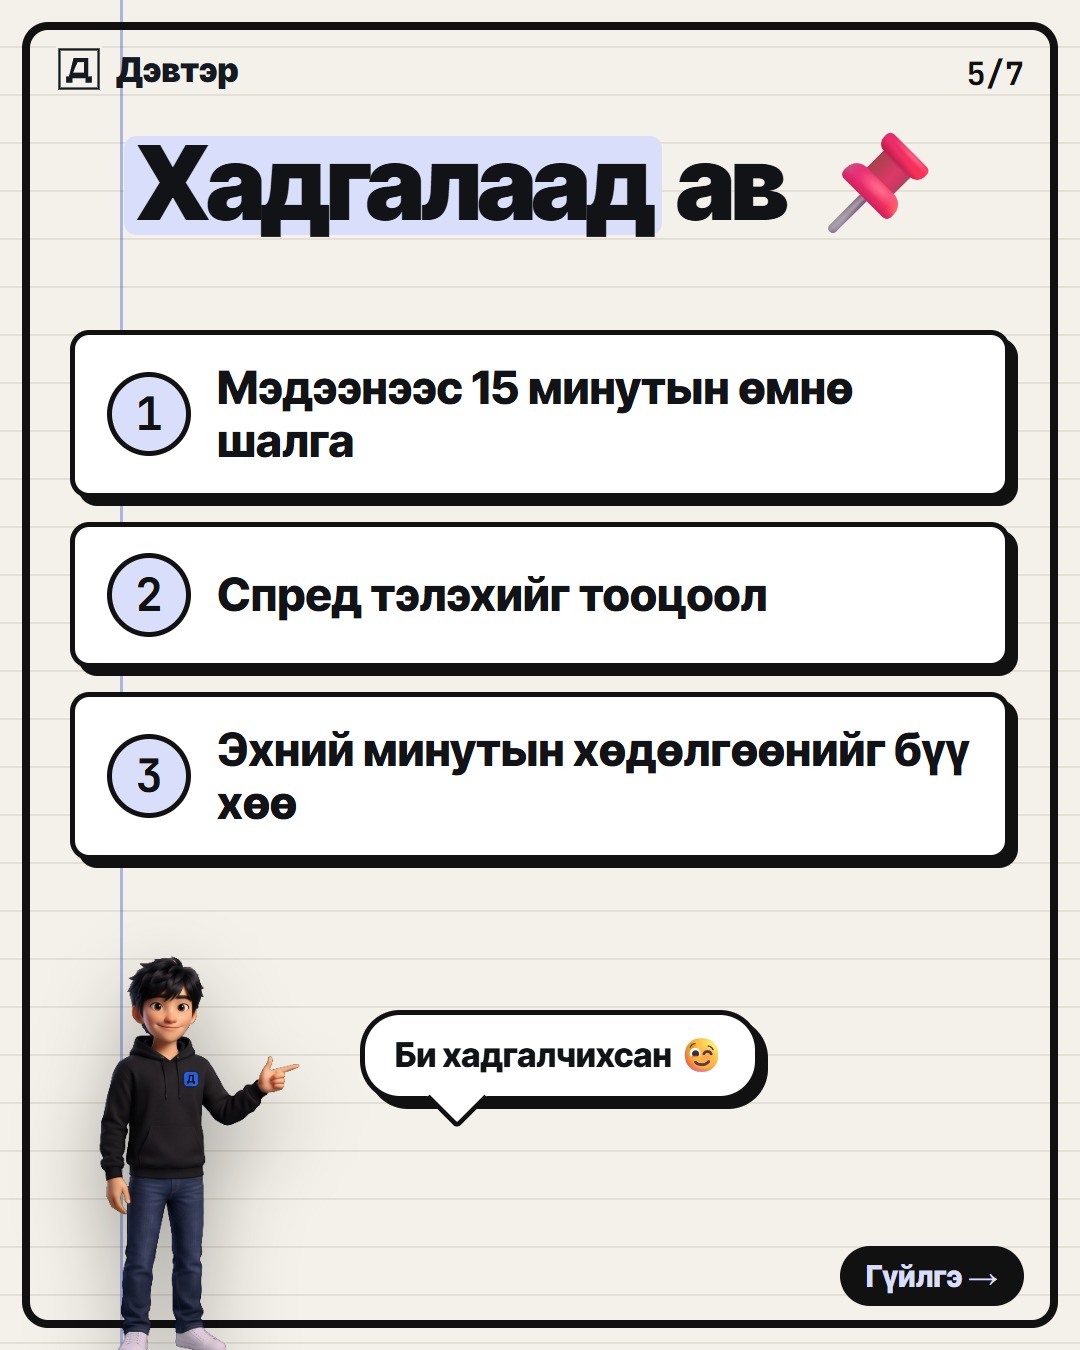 Д Дэвтэр
5/7
Хадгалаад ав
1 Мэдээнээс 15 минутын өмнө
шалга
2 Спред тэлэхийг тооцоол
3 Эхний минутын хөдөлгөөнийг бүү
хөө
Д
Би хадгалчихсан 😉
Гүйлгэ →